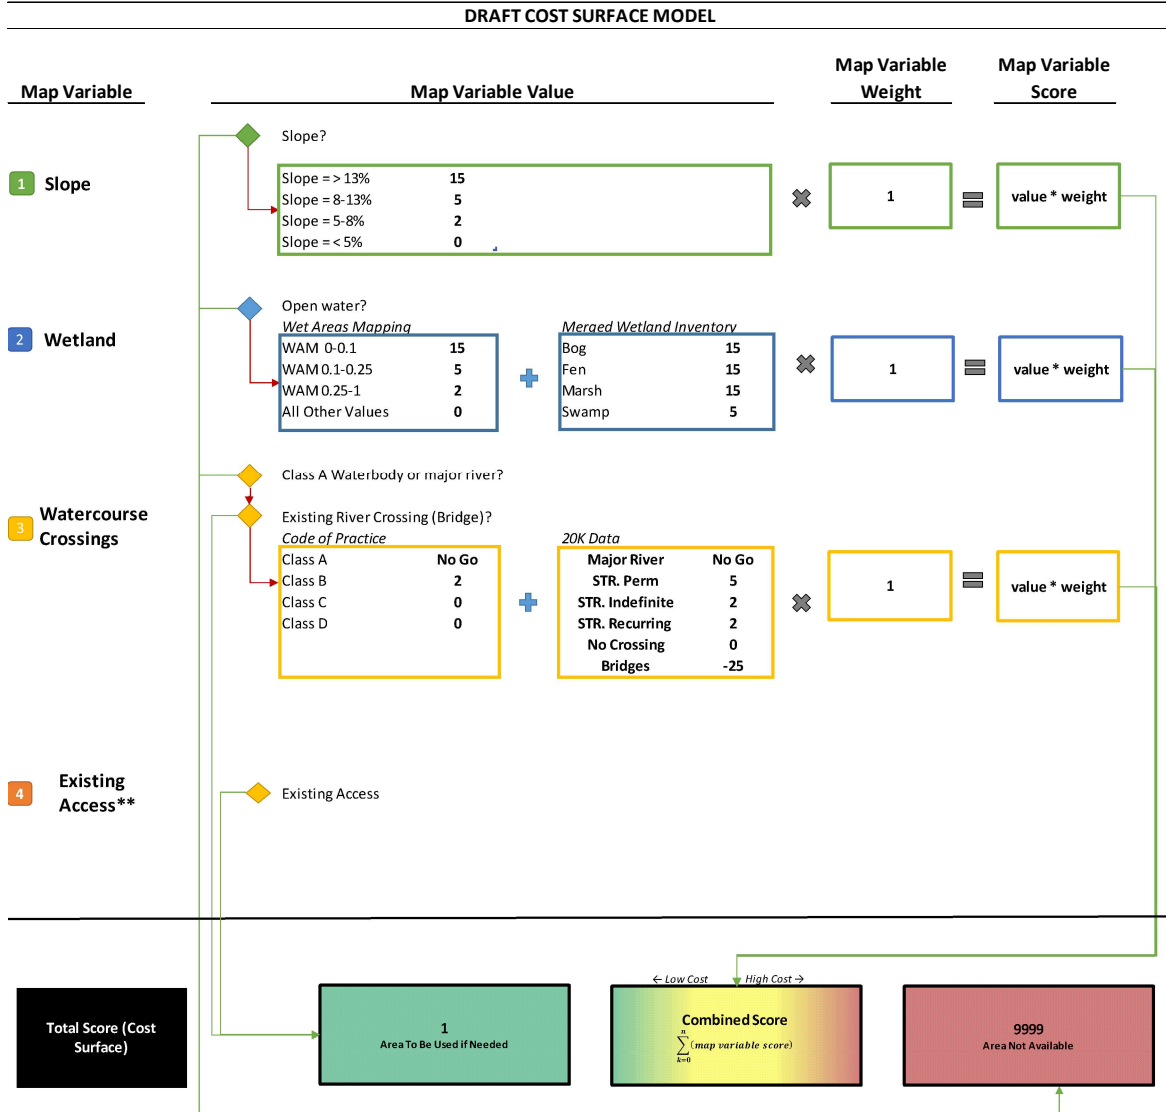 DRAFT COST SURFACE MODEL
Map Variable
Map Variable Value
Map Variable
Weight
Map Variable
Score
Slope?
1
Slope
Slope = > 13% 15
Slope = 8-13% 5
Slope = 5-8% 2
Slope = < 5% 0
1
value * weight
Open water?
2
Wetland
Wet Areas Mapping
WAM 0-0.1 15
WAM 0.1-0.25 5
WAM 0.25-1 2
All Other Values 0
Merged Wetland Inventory
Bog 15
Fen 15
Marsh 15
Swamp 5
1
value * weight
Class A Waterbody or major river?
3
Watercourse
Crossings
Existing River Crossing (Bridge)?
Code of Practice
Class A No Go
Class B 2
Class C 0
Class D 0
20K Data
Major River No Go
STR. Perm 5
STR. Indefinite 2
STR. Recurring 2
No Crossing 0
Bridges -25
1
value * weight
4
Existing
Access**
Existing Access
Total Score (Cost
Surface)
1
Area To Be Used if Needed
← Low Cost High Cost →
Combined Score
n
∑ (map variable score)
k=0
9999
Area Not Available